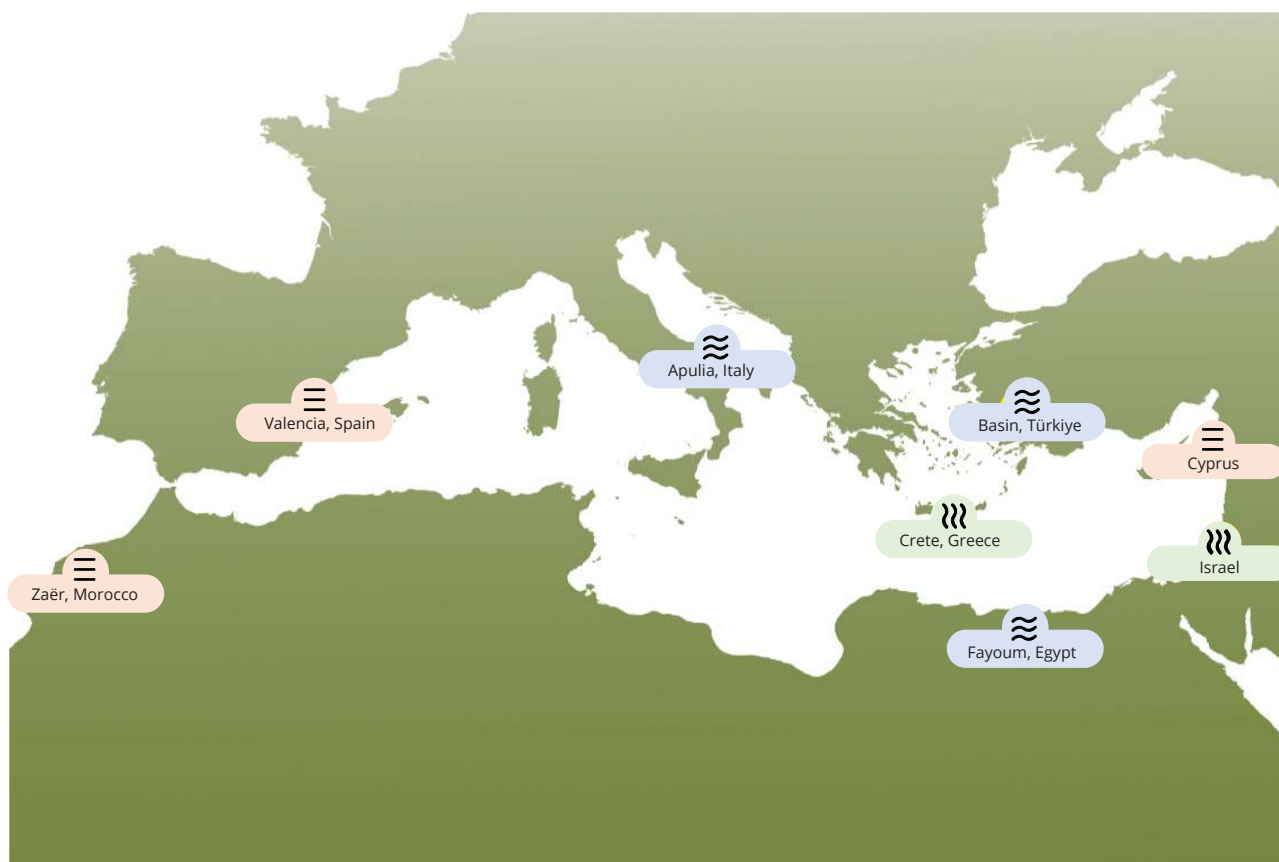 Apulia, Italy
Valencia, Spain
Basin, Türkiye
Cyprus
Crete, Greece
Israel
Zaër, Morocco
Fayoum, Egypt